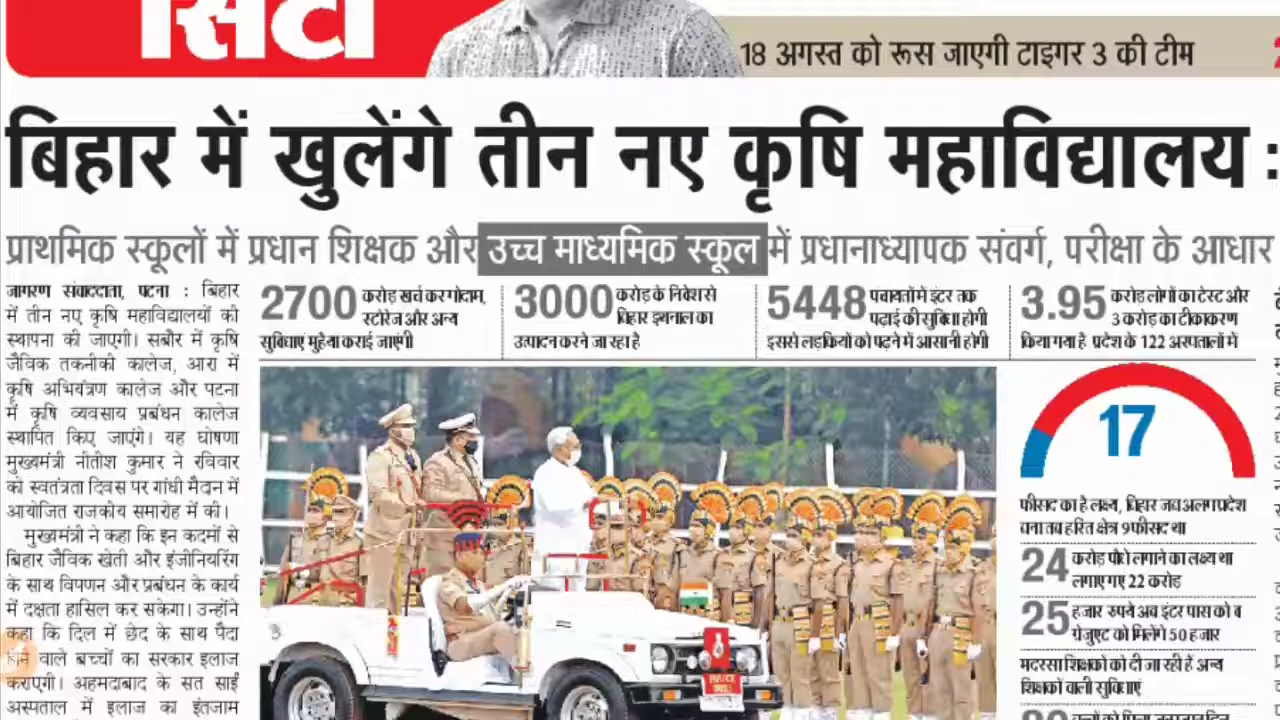 सिटी
18 अगस्त को रूस जाएगी टाइगर 3 की टीम
बिहार में खुलेंगे तीन नए कृषि महाविद्यालय :
प्राथमिक स्कूलों में प्रधान शिक्षक और उच्च माध्यमिक स्कूल में प्रधानाध्यापक संवर्ग, परीक्षा के आधार
जागरण संवाददाता, पटना : बिहार
में तीन नए कृषि महाविद्यालयों की
स्थापना की जाएगी। सबौर में कृषि
जैविक तकनीकी कालेज, आरा में
कृषि अभियंत्रण कालेज और पटना
में कृषि व्यवसाय प्रबंधन कालेज
स्थापित किए जाएंगे। यह घोषणा
मुख्यमंत्री नीतीश कुमार ने रविवार
को स्वतंत्रता दिवस पर गांधी मैदान में
आयोजित राजकीय समारोह में की।
मुख्यमंत्री ने कहा कि इन कदमों से
बिहार जैविक खेती और इंजीनियरिंग
के साथ विपणन और प्रबंधन के कार्य
में दक्षता हासिल कर सकेगा। उन्होंने
कहा कि दिल में छेद के साथ पैदा
होने वाले बच्चों का सरकार इलाज
कराएगी। अहमदाबाद के सत साईं
अस्पताल में इलाज का इंतजाम
2700 करोड़ खर्च कर गोदाम,
स्टोरेज और अन्य
सुविधाएं मुहैया कराई जाएंगी
3000 करोड़ के निवेश से
बिहार इथनाल का
उत्पादन करने जा रहा है
5448 पंचायतों में इंटर तक
पढ़ाई की सुविधा होगी
इससे लड़कियों को पढ़ने में आसानी होगी
3.95 करोड़ लोगों का टेस्ट और
3 करोड़ का टीकाकरण
किया गया है प्रदेश के 122 अस्पतालों में
17
फीसद का है लक्ष्य, बिहार जब अलग प्रदेश
बना तब हरित क्षेत्र 9 फीसद था
24 करोड़ पौधे लगाने का लक्ष्य था
लगाए गए 22 करोड़
25 हजार रुपये अब इंटर पास को व
ग्रेजुएट को मिलेंगे 50 हजार
मदरसा शिक्षकों को दी जा रही है अन्य
शिक्षकों वाली सुविधाएं